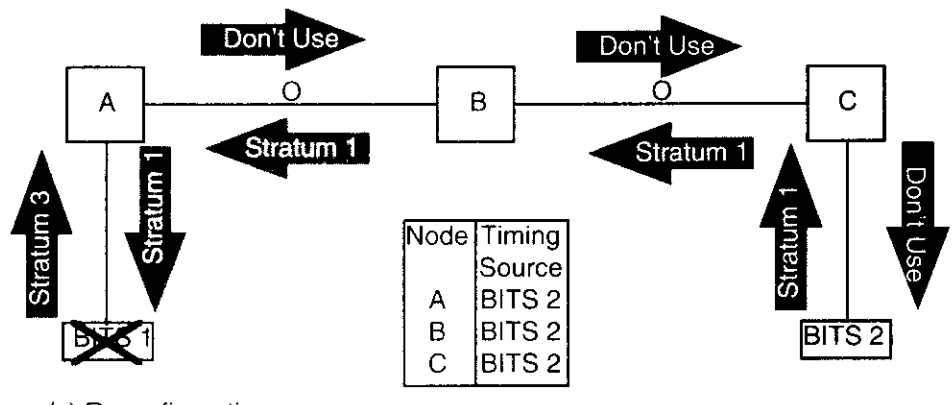 Don't Use
Don't Use
A
O
B
O
C
Stratum 1
Stratum 1
Stratum 3
Stratum 1
Stratum 1
Don't Use
Node Timing
Source
A BITS 2
B BITS 2
C BITS 2
BITS 1
BITS 2